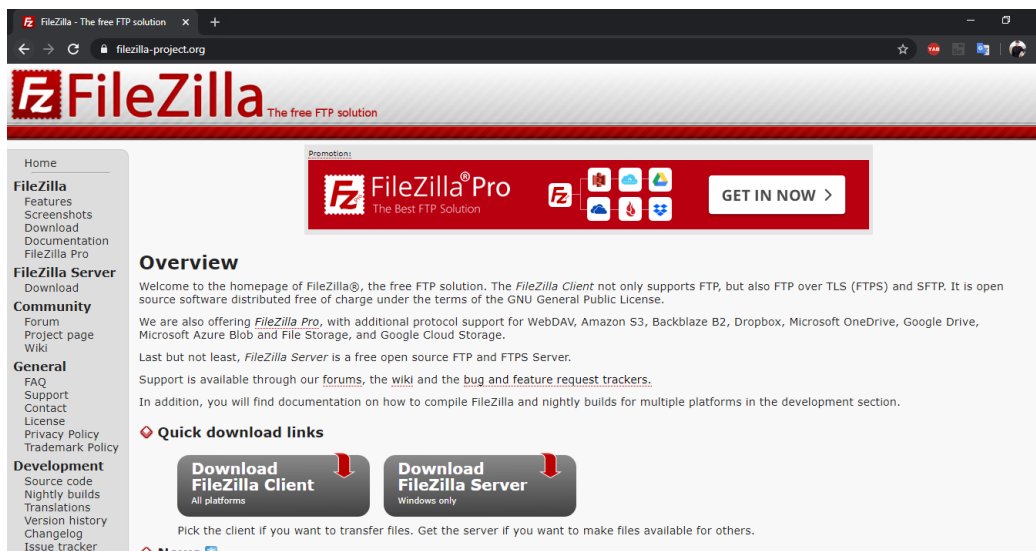 FileZilla - The free FTP solution
filezilla-project.org
FileZilla The free FTP solution
Home
FileZilla
Features
Screenshots
Download
Documentation
FileZilla Pro
FileZilla Server
Download
Community
Forum
Project page
Wiki
General
FAQ
Support
Contact
License
Privacy Policy
Trademark Policy
Development
Source code
Nightly builds
Translations
Version history
Changelog
Issue tracker
Promotion:
FileZilla® Pro
The Best FTP Solution
GET IN NOW >
Overview
Welcome to the homepage of FileZilla®, the free FTP solution. The FileZilla Client not only supports FTP, but also FTP over TLS (FTPS) and SFTP. It is open
source software distributed free of charge under the terms of the GNU General Public License.
We are also offering FileZilla Pro, with additional protocol support for WebDAV, Amazon S3, Backblaze B2, Dropbox, Microsoft OneDrive, Google Drive,
Microsoft Azure Blob and File Storage, and Google Cloud Storage.
Last but not least, FileZilla Server is a free open source FTP and FTPS Server.
Support is available through our forums, the wiki and the bug and feature request trackers.
In addition, you will find documentation on how to compile FileZilla and nightly builds for multiple platforms in the development section.
Quick download links
Download
FileZilla Client
All platforms
Download
FileZilla Server
Windows only
Pick the client if you want to transfer files. Get the server if you want to make files available for others.
News